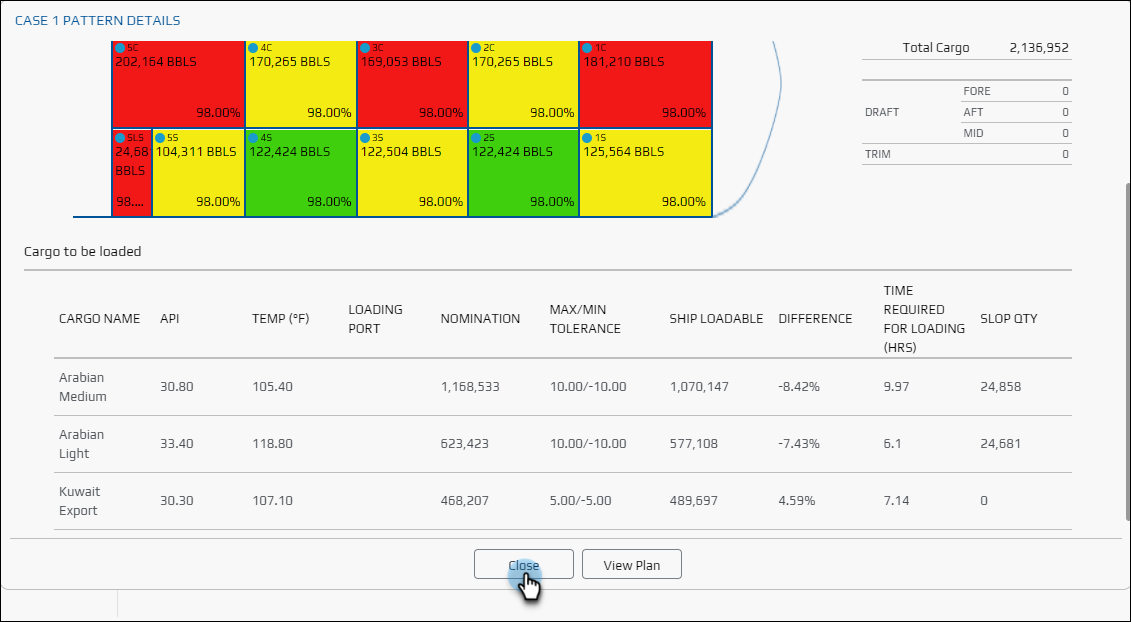 CASE 1 PATTERN DETAILS
5C 4C 3C 2C 1C
202,164 BBLS 170,265 BBLS 169,053 BBLS 170,265 BBLS 181,210 BBLS
98.00% 98.00% 98.00% 98.00% 98.00%
SLS 5S 4S 3S 2S 1S
24,681 104,311 BBLS 122,424 BBLS 122,504 BBLS 122,424 BBLS 125,564 BBLS
BBLS
98.... 98.00% 98.00% 98.00% 98.00% 98.00%
Total Cargo 2,136,952
DRAFT
FORE 0
AFT 0
MID 0
TRIM 0
Cargo to be loaded
CARGO NAME API TEMP (°F) LOADING PORT NOMINATION MAX/MIN TOLERANCE SHIP LOADABLE DIFFERENCE TIME REQUIRED FOR LOADING (HRS) SLOP QTY
Arabian Medium 30.80 105.40 1,168,533 10.00/-10.00 1,070,147 -8.42% 9.97 24,858
Arabian Light 33.40 118.80 623,423 10.00/-10.00 577,108 -7.43% 6.1 24,681
Kuwait Export 30.30 107.10 468,207 5.00/-5.00 489,697 4.59% 7.14 0
Close View Plan